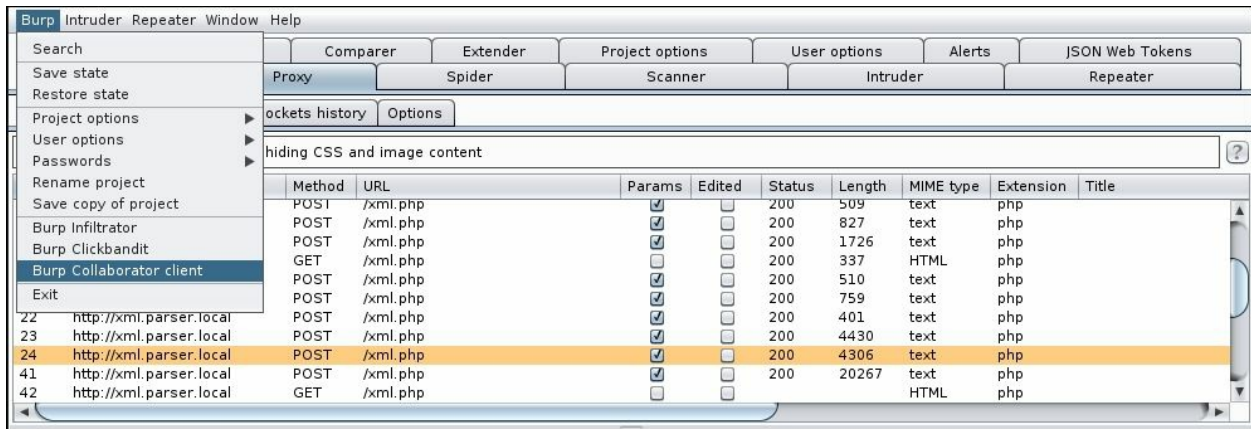 Burp Intruder Repeater Window Help
Search
Save state
Restore state
Project options
User options
Passwords
Rename project
Save copy of project
Burp Infiltrator
Burp Clickbandit
Burp Collaborator client
Exit
Comparer Extender Project options User options Alerts JSON Web Tokens
Proxy Spider Scanner Intruder Repeater
ockets history Options
hiding CSS and image content ?
Method URL Params Edited Status Length MIME type Extension Title
POST /xml.php 200 509 text php
POST /xml.php 200 827 text php
POST /xml.php 200 1726 text php
GET /xml.php 200 337 HTML php
POST /xml.php 200 510 text php
POST /xml.php 200 759 text php
22 http://xml.parser.local POST /xml.php 200 401 text php
23 http://xml.parser.local POST /xml.php 200 4430 text php
24 http://xml.parser.local POST /xml.php 200 4306 text php
41 http://xml.parser.local POST /xml.php 200 20267 text php
42 http://xml.parser.local GET /xml.php HTML php